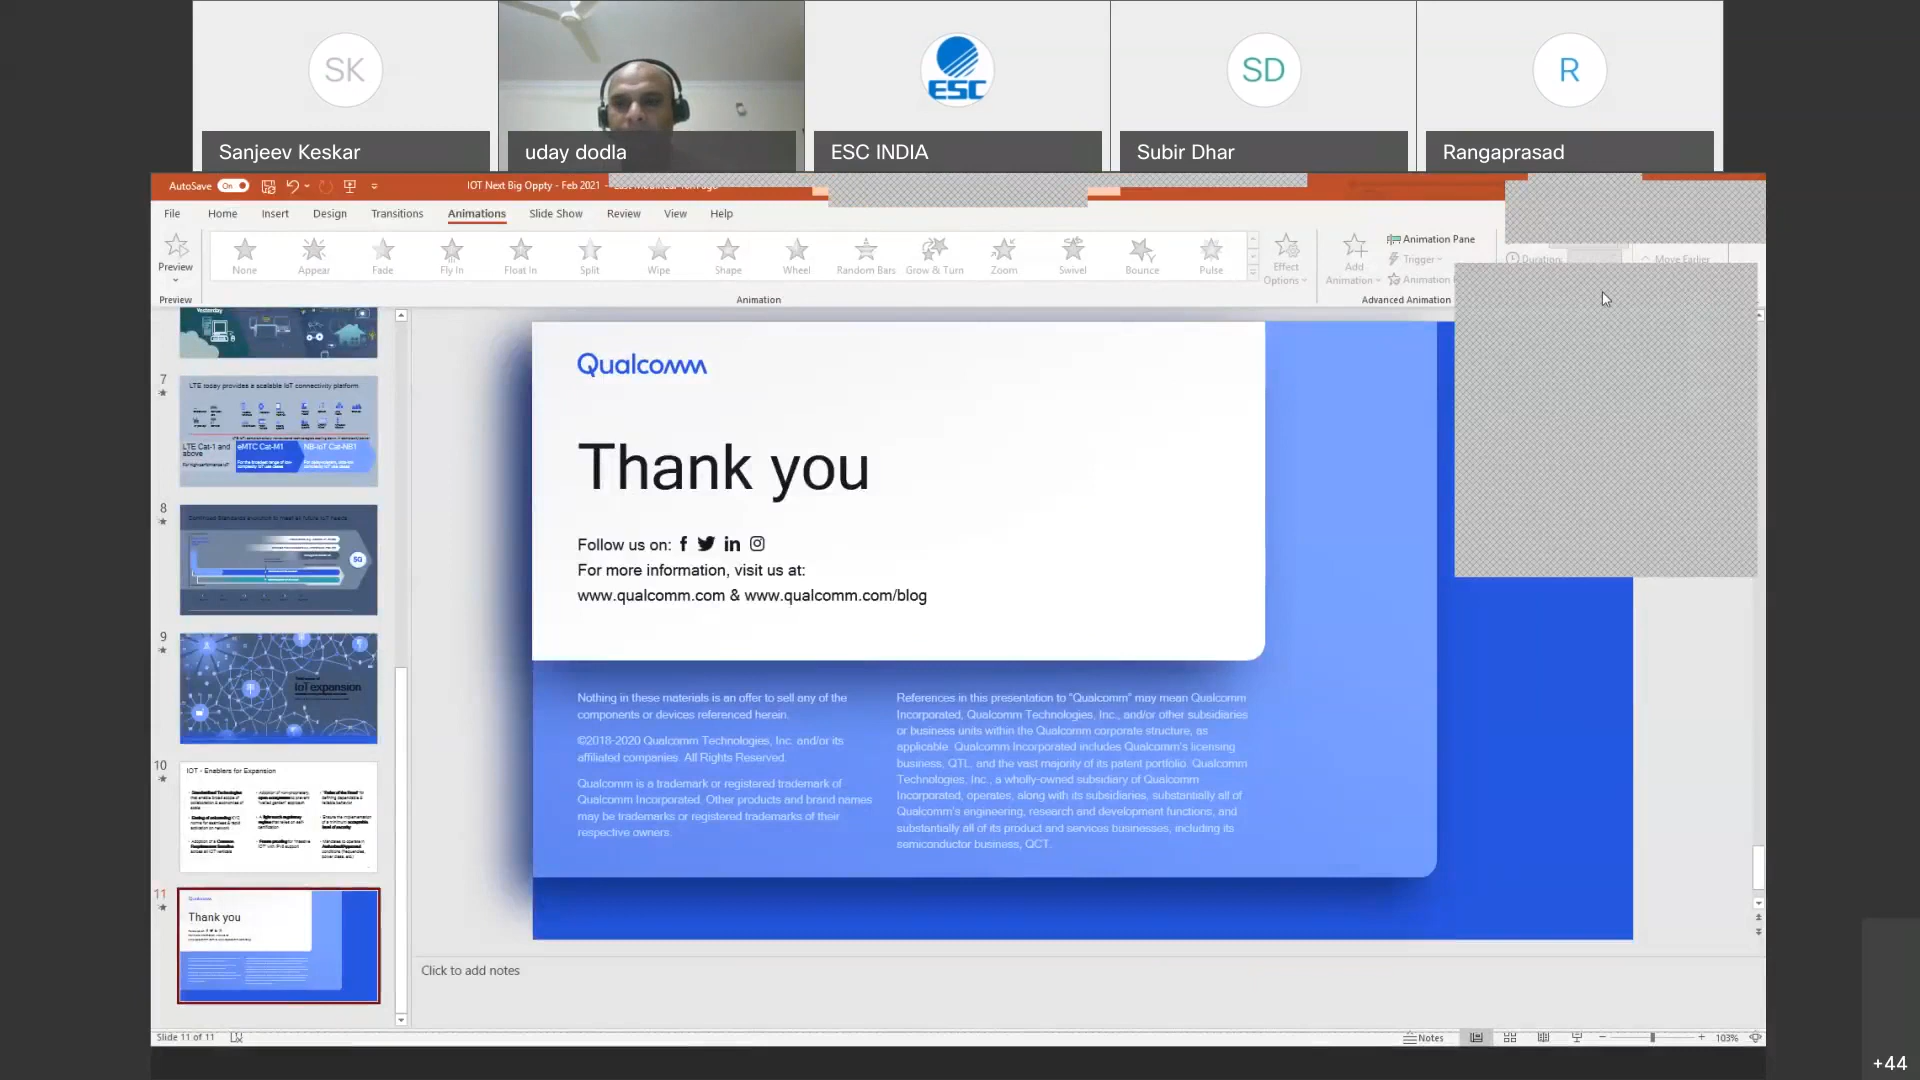 SK
SD
R
ESC
Sanjeev Keskar
uday dodla
ESC INDIA
Subir Dhar
Rangaprasad
AutoSave On
IOT Next Big Oppty - Feb 2021 -
File Home Insert Design Transitions Animations Slide Show Review View Help
Preview
None Appear Fade Fly In Float In Split Wipe Shape Wheel Random Bars Grow & Turn Zoom Swivel Bounce Pulse
Effect Options
Add Animation
Animation Pane
Trigger
Animation
Duration
Move Earlier
Preview
Animation
Advanced Animation
Yesterday
7
LTE today provides a scalable IoT connectivity platform
LTE Cat-1 and above
eMTC Cat-M1
NB-IoT Cat-NB1
8
5G
9
IoT expansion
10
IOT - Enablers for Expansion
11
Qualcomm
Thank you
Qualcomm
Thank you
Follow us on:
For more information, visit us at:
www.qualcomm.com & www.qualcomm.com/blog
Nothing in these materials is an offer to sell any of the
components or devices referenced herein.
©2018-2020 Qualcomm Technologies, Inc. and/or its
affiliated companies. All Rights Reserved.
Qualcomm is a trademark or registered trademark of
Qualcomm Incorporated. Other products and brand names
may be trademarks or registered trademarks of their
respective owners.
References in this presentation to "Qualcomm" may mean Qualcomm
Incorporated, Qualcomm Technologies, Inc., and/or other subsidiaries
or business units within the Qualcomm corporate structure, as
applicable. Qualcomm Incorporated includes Qualcomm's licensing
business, QTL, and the vast majority of its patent portfolio. Qualcomm
Technologies, Inc., a wholly-owned subsidiary of Qualcomm
Incorporated, operates, along with its subsidiaries, substantially all of
Qualcomm's engineering, research and development functions, and
substantially all of its product and services businesses, including its
semiconductor business, QCT.
Click to add notes
Slide 11 of 11
Notes
103%
+44